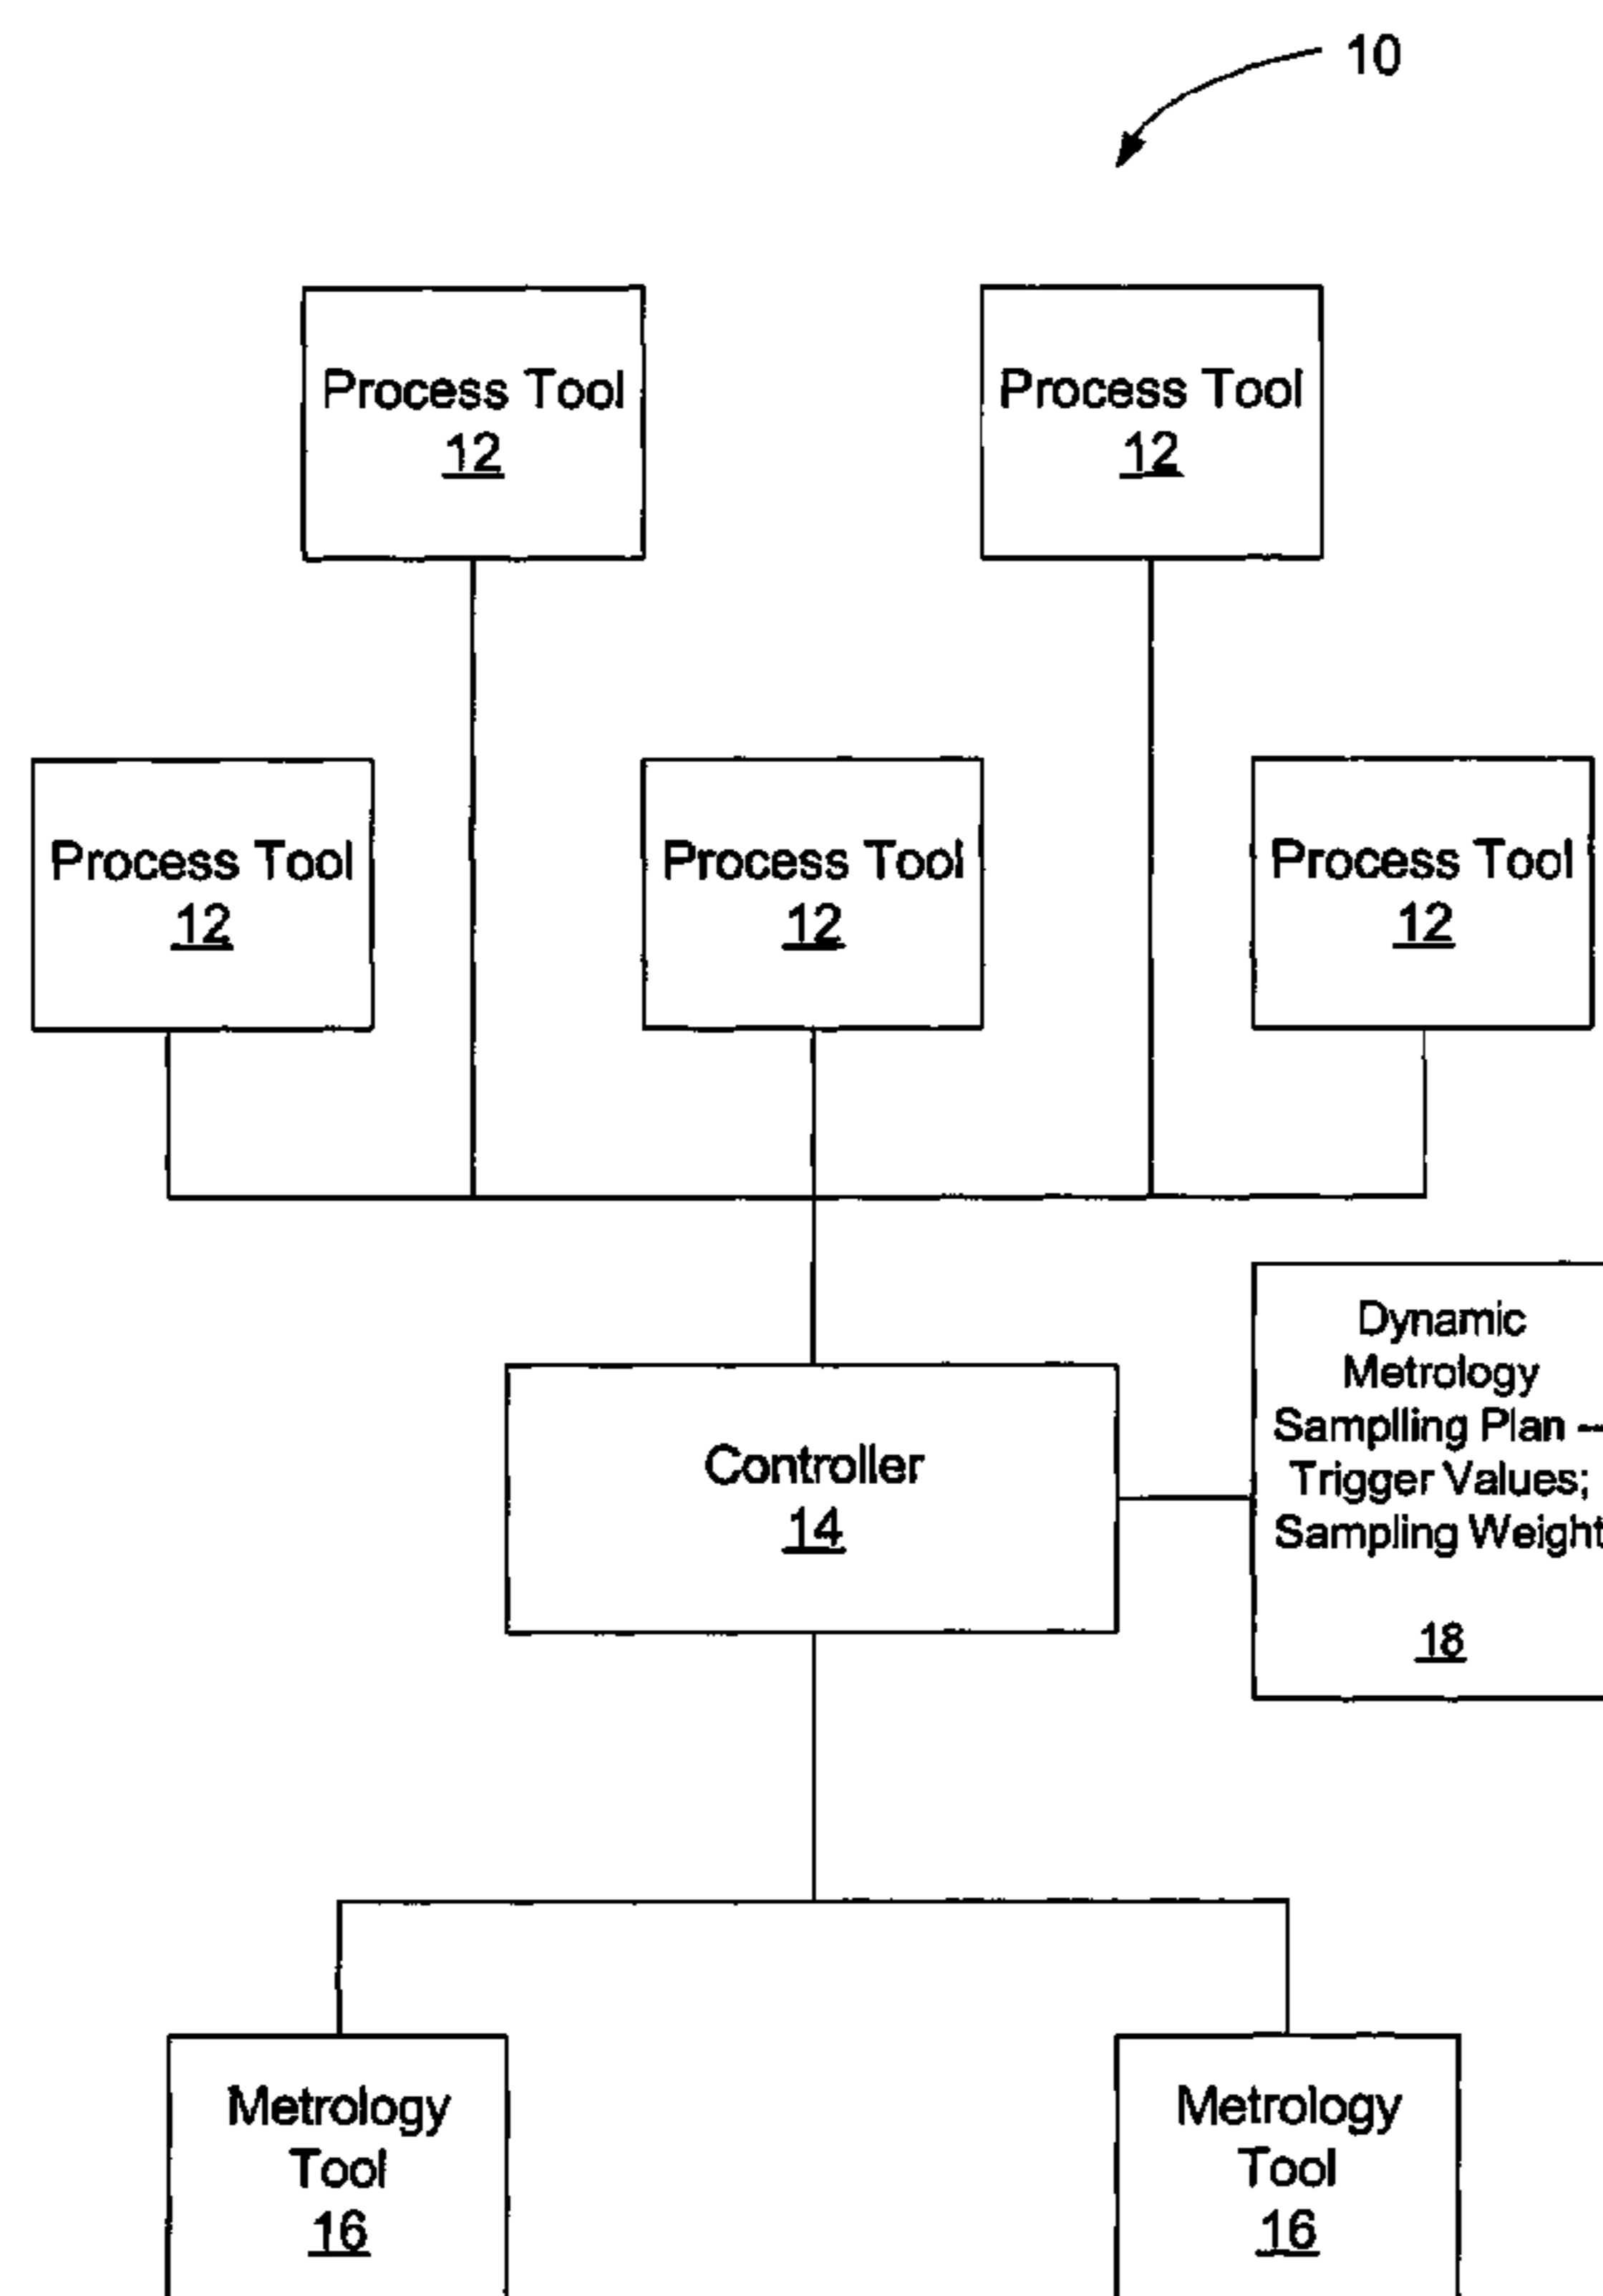 10
Process Tool
12
Process Tool
12
Process Tool
12
Process Tool
12
Process Tool
12
Dynamic
Metrology
Samplling Plan --
Trigger Values;
Sampling Weight
18
Controller
14
Metrology
Tool
16
Metrology
Tool
16